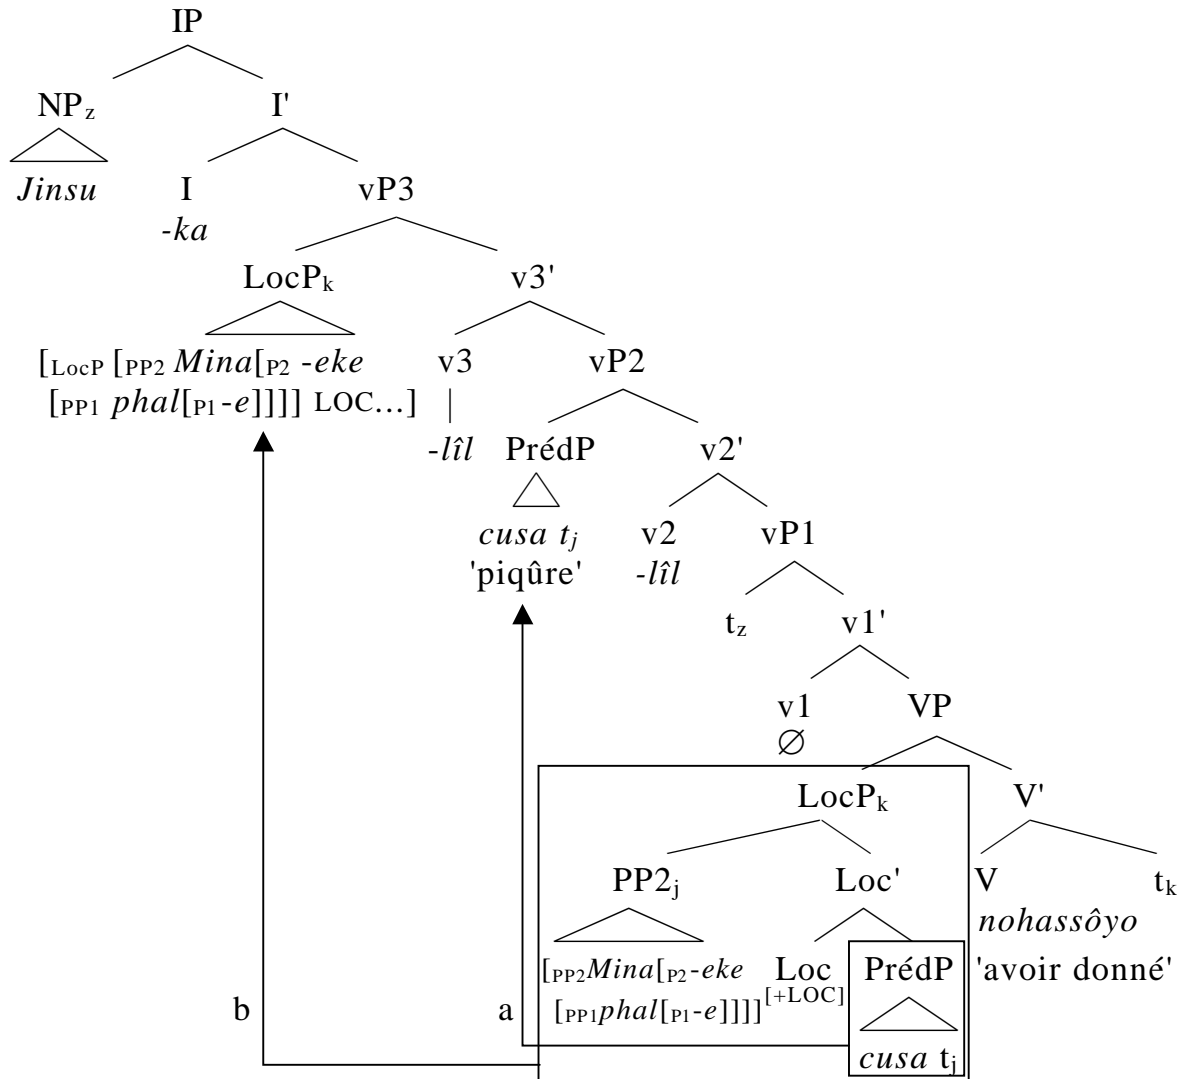 IP
NPz I'
Jinsu I vP3
-ka
LocPk v3'
[LocP [PP2 Mina[P2 -eke v3 vP2
[PP1 phal[P1-e]]]] LOC...]
-lîl PrédP v2'
cusa tj v2 vP1
'piqûre' -lîl
tz v1'
v1 VP
∅
LocPk V'
PP2j Loc' V tk
nohassôyo
[PP2Mina[P2-eke Loc PrédP 'avoir donné'
[PP1phal[P1-e]]]] [+LOC]
b a
cusa tj